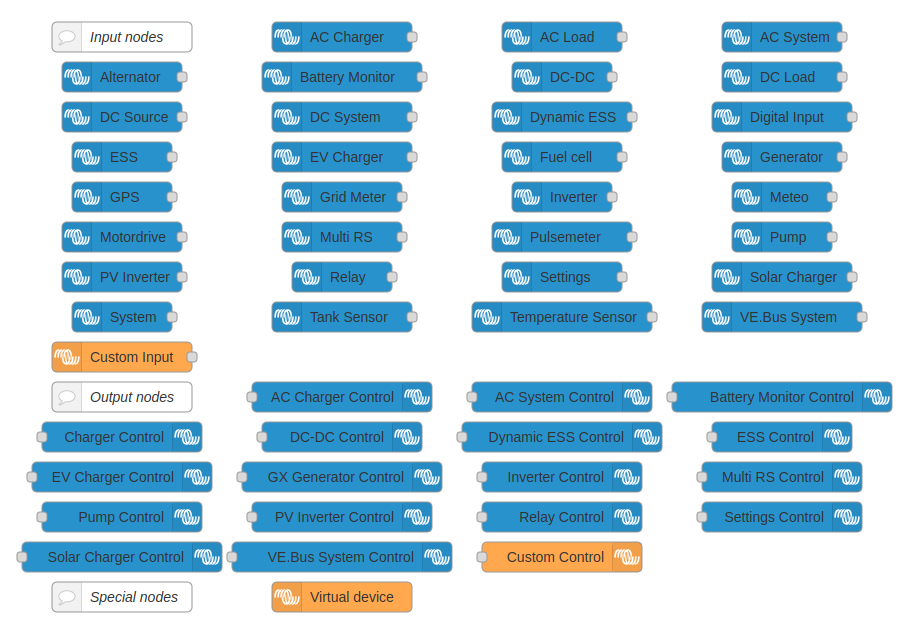 Input nodes
AC Charger
AC Load
AC System
Alternator
Battery Monitor
DC-DC
DC Load
DC Source
DC System
Dynamic ESS
Digital Input
ESS
EV Charger
Fuel cell
Generator
GPS
Grid Meter
Inverter
Meteo
Motordrive
Multi RS
Pulsemeter
Pump
PV Inverter
Relay
Settings
Solar Charger
System
Tank Sensor
Temperature Sensor
VE.Bus System
Custom Input
Output nodes
AC Charger Control
AC System Control
Battery Monitor Control
Charger Control
DC-DC Control
Dynamic ESS Control
ESS Control
EV Charger Control
GX Generator Control
Inverter Control
Multi RS Control
Pump Control
PV Inverter Control
Relay Control
Settings Control
Solar Charger Control
VE.Bus System Control
Custom Control
Special nodes
Virtual device